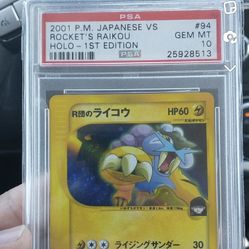 PSA
2001 P.M. JAPANESE VS #94
ROCKET'S RAIKOU GEM MT
HOLO - 1ST EDITION 10
PSA 25928513
R団のライコウ HP60
ライジングサンダー 30